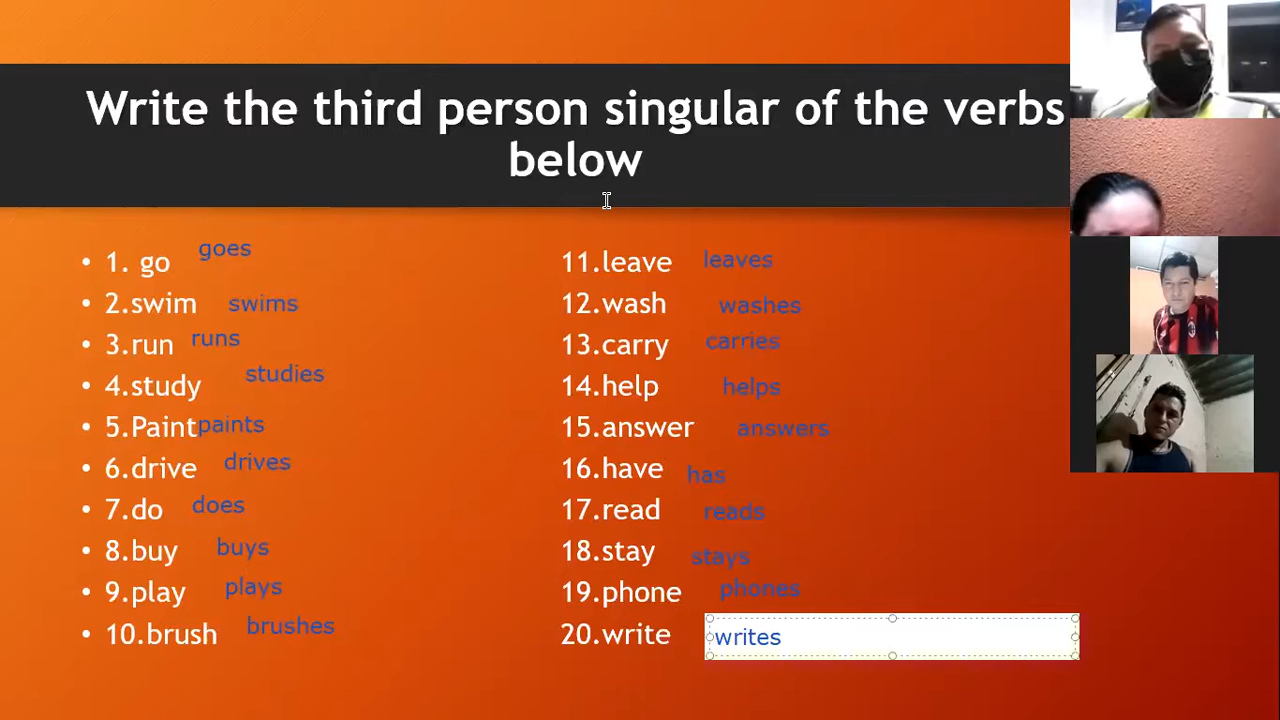 Write the third person singular of the verbs
below
• 1. go goes
• 2.swim swims
• 3.run runs
• 4.study studies
• 5.Paint paints
• 6.drive drives
• 7.do does
• 8.buy buys
• 9.play plays
• 10.brush brushes
11.leave leaves
12.wash washes
13.carry carries
14.help helps
15.answer answers
16.have has
17.read reads
18.stay stays
19.phone phones
20.write writes